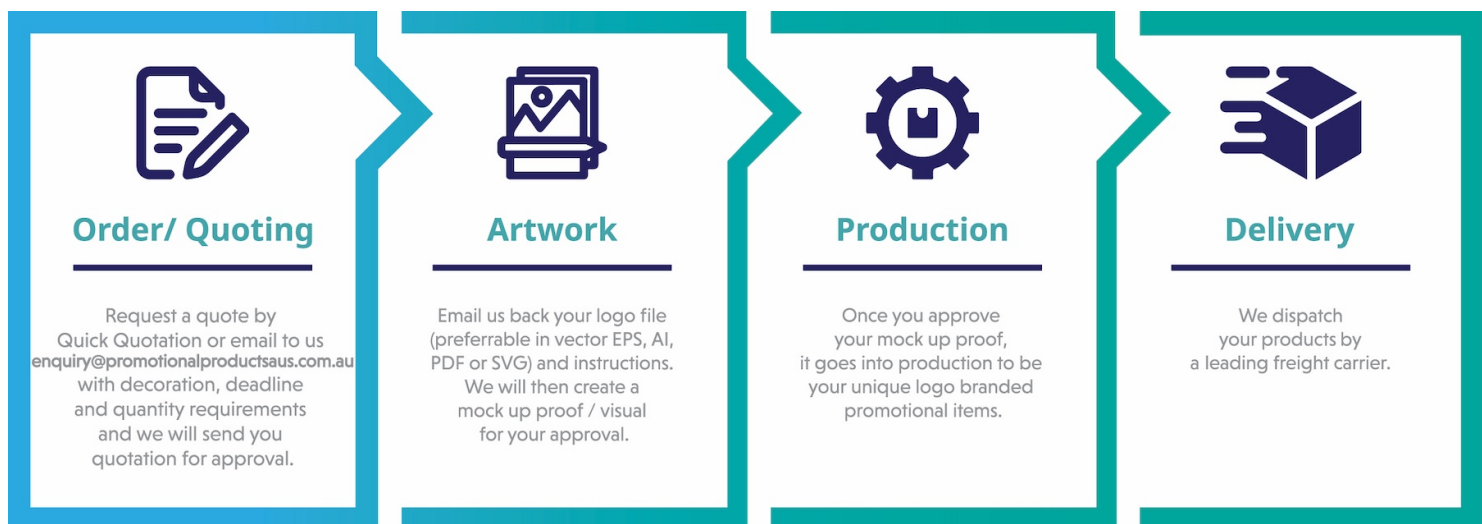 Order/ Quoting
Request a quote by
Quick Quotation or email to us
enquiry@promotionalproductsaus.com.au
with decoration, deadline
and quantity requirements
and we will send you
quotation for approval.
Artwork
Email us back your logo file
(preferrable in vector EPS, AI,
PDF or SVG) and instructions.
We will then create a
mock up proof / visual
for your approval.
Production
Once you approve
your mock up proof,
it goes into production to be
your unique logo branded
promotional items.
Delivery
We dispatch
your products by
a leading freight carrier.